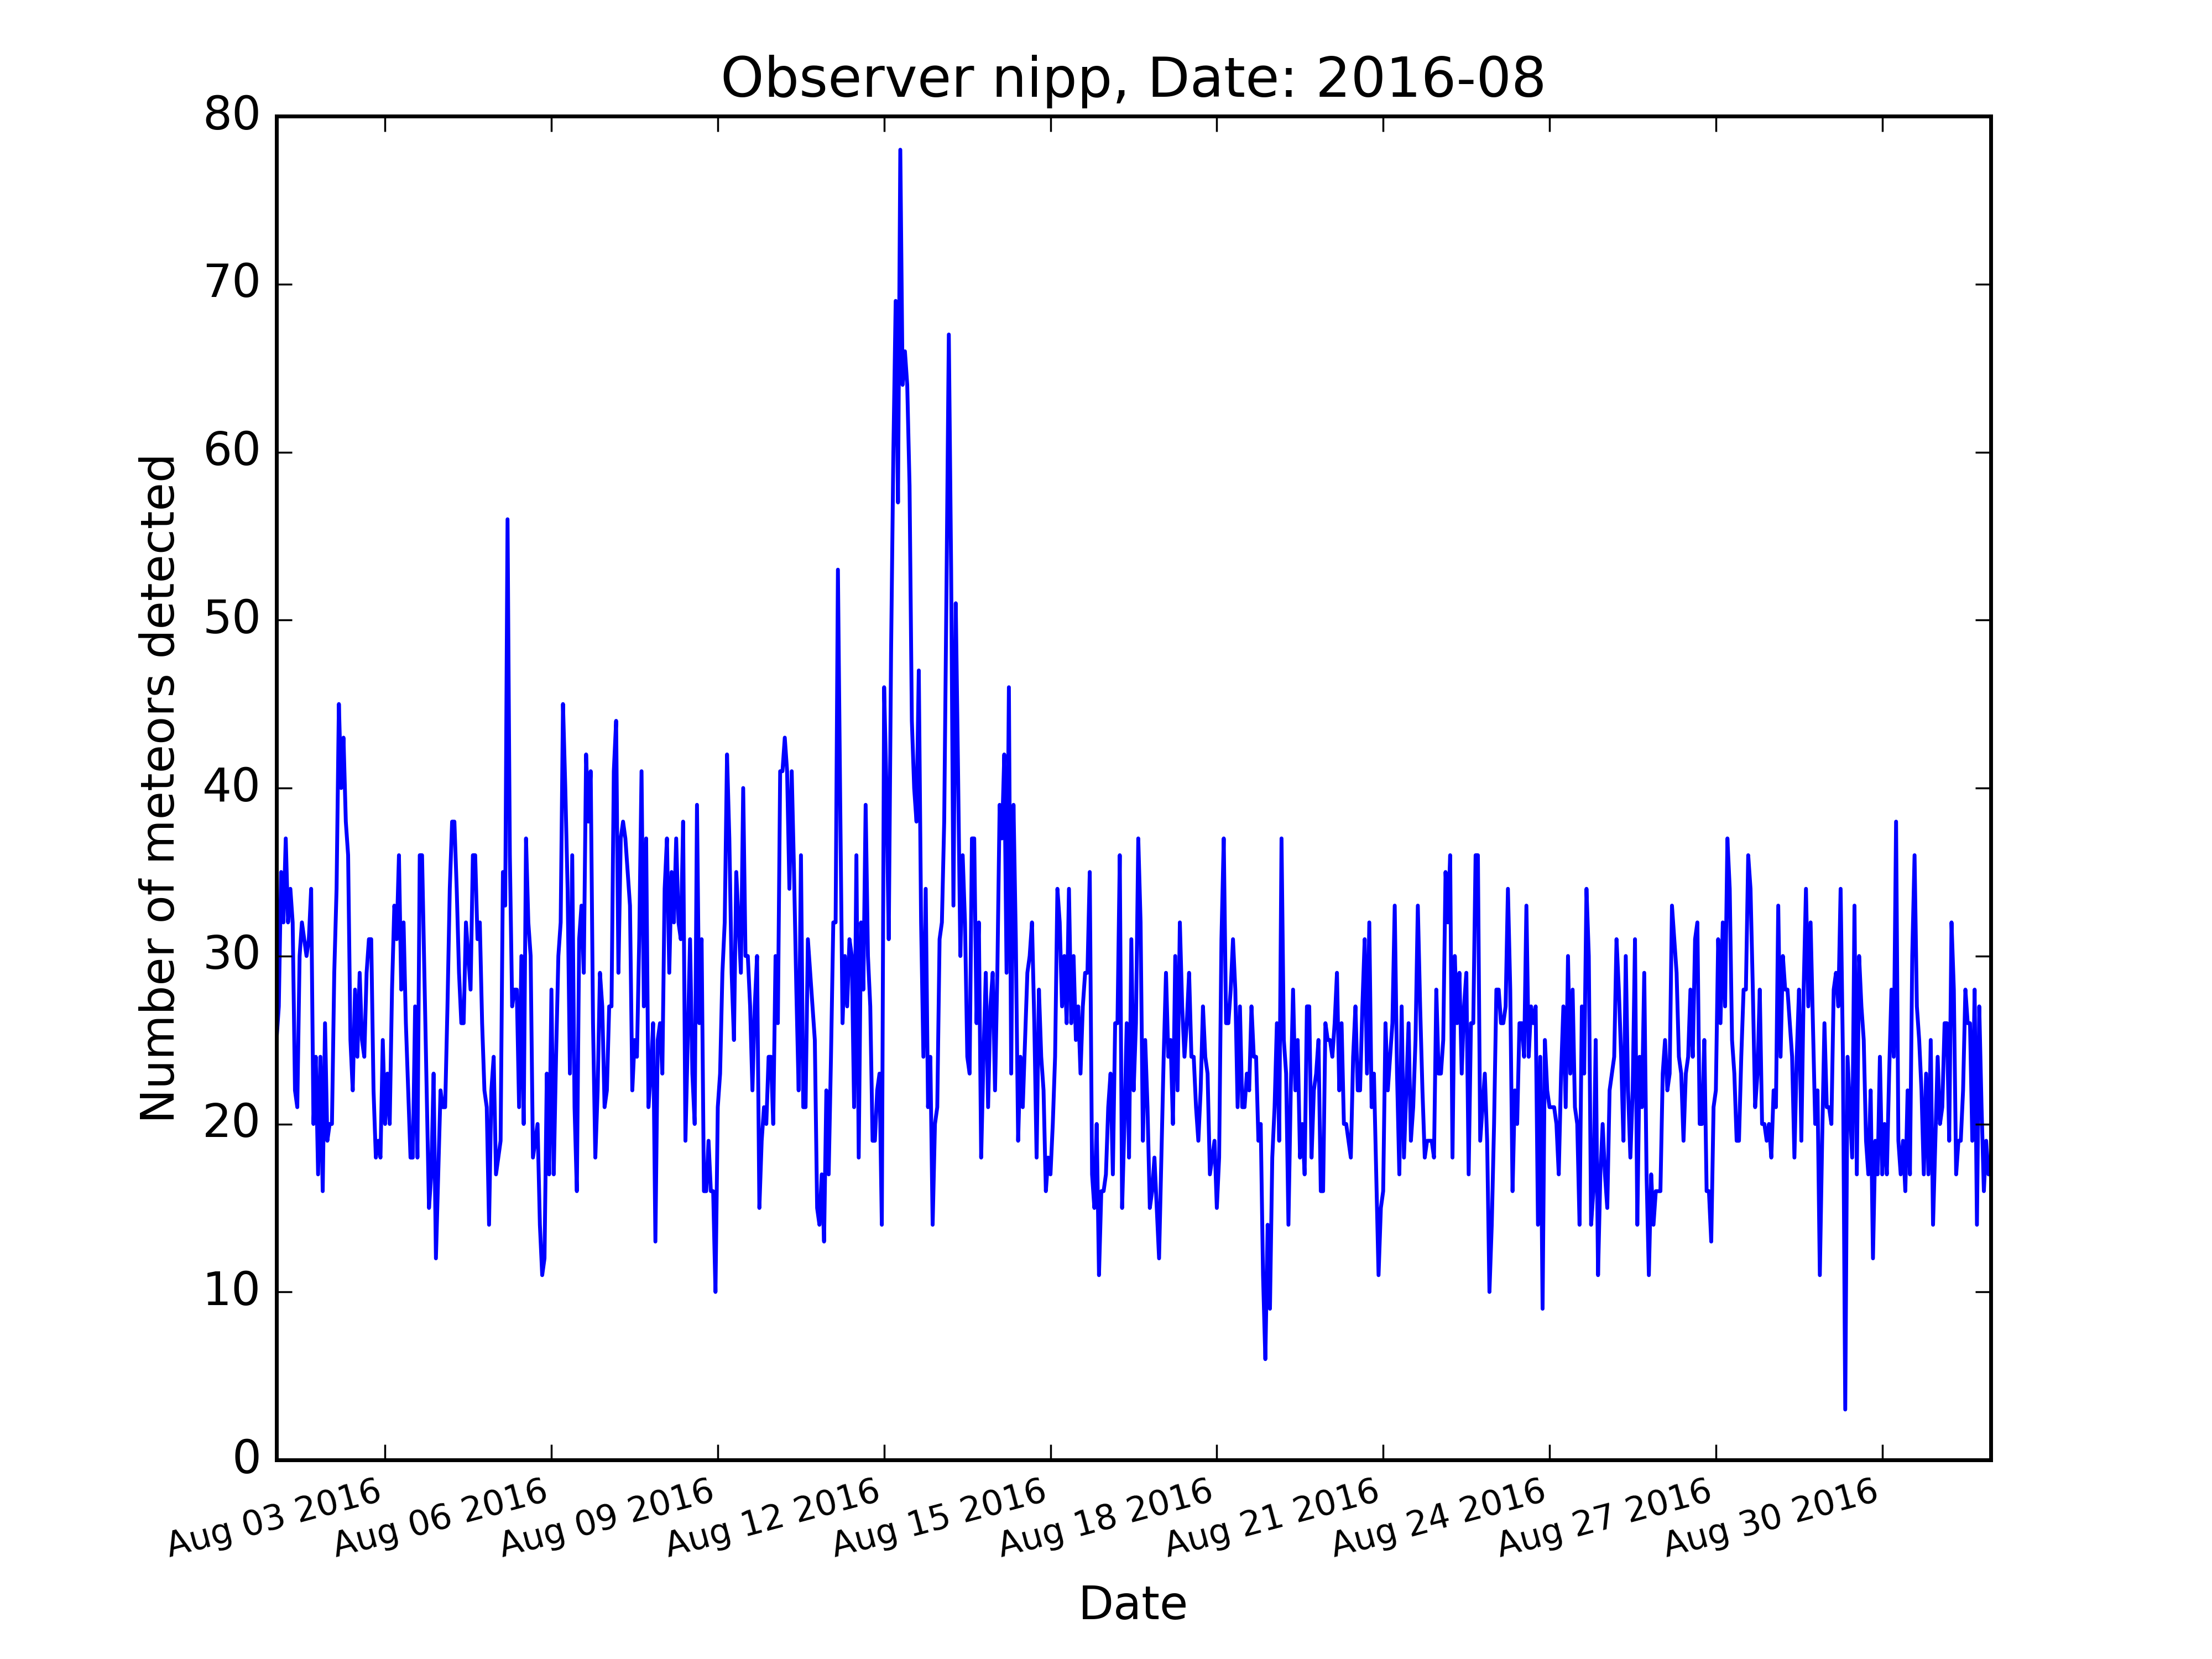 Observer nipp, Date: 2016-08
80
70
60
50
40
30
20
10
0
Number of meteors detected
Aug 03 2016
Aug 06 2016
Aug 09 2016
Aug 12 2016
Aug 15 2016
Aug 18 2016
Aug 21 2016
Aug 24 2016
Aug 27 2016
Aug 30 2016
Date